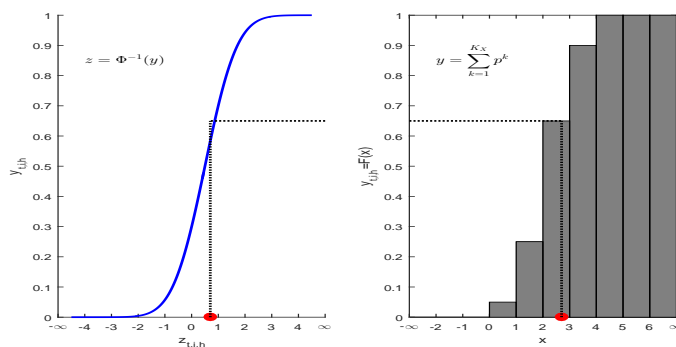 1
0.9
0.8
0.7
0.6
0.5
0.4
0.3
0.2
0.1
0
y_{t,i,h}
z = Φ^{-1}(y)
-∞ -4 -3 -2 -1 0 1 2 3 4 ∞
z_{t,i,h}
1
0.9
0.8
0.7
0.6
0.5
0.4
0.3
0.2
0.1
0
y_{t,i,h}=F(x)
y = \sum_{k=1}^{K_X} p^k
-∞ -3 -2 -1 0 1 2 3 4 5 6 ∞
x